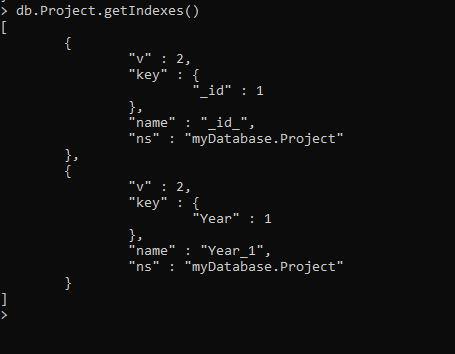 > db.Project.getIndexes()
[
        {
                "v" : 2,
                "key" : {
                        "_id" : 1
                },
                "name" : "_id_",
                "ns" : "myDatabase.Project"
        },
        {
                "v" : 2,
                "key" : {
                        "Year" : 1
                },
                "name" : "Year_1",
                "ns" : "myDatabase.Project"
        }
]
>